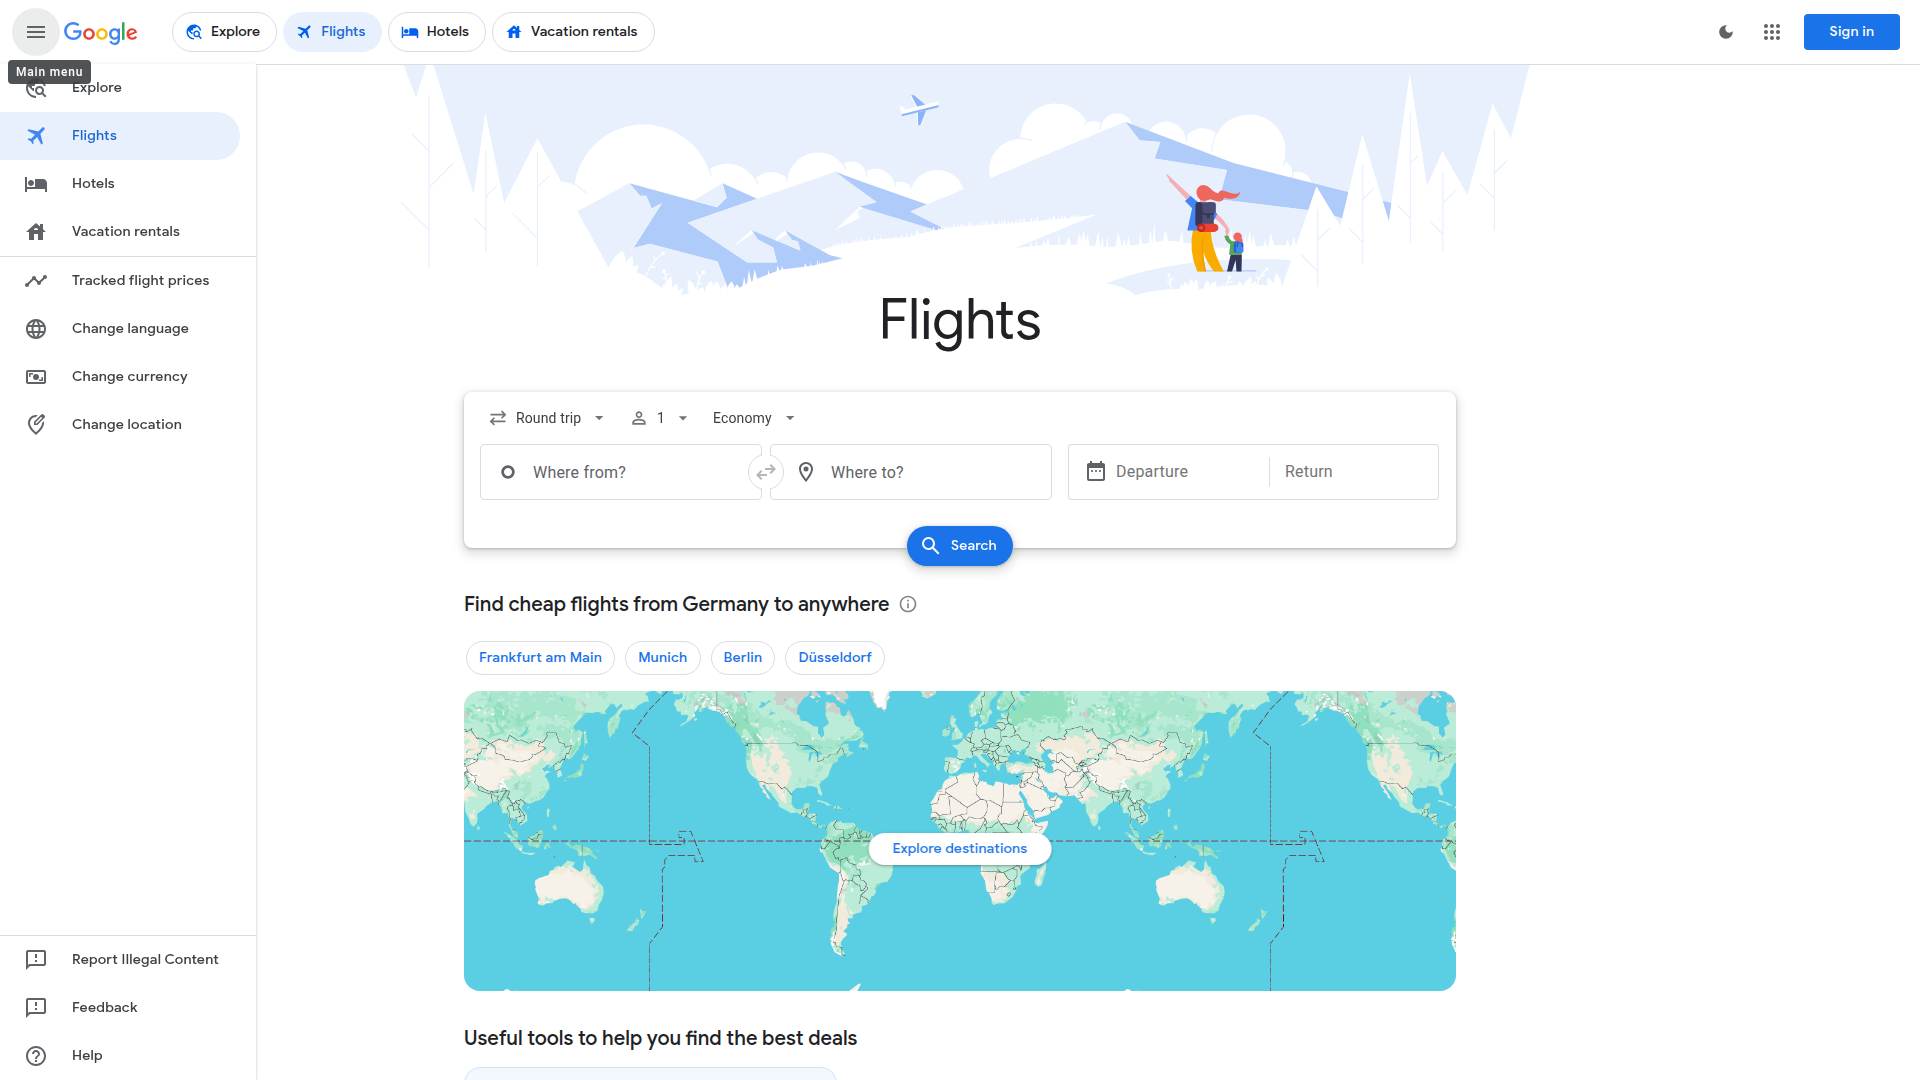 Google
Explore
Flights
Hotels
Vacation rentals
Sign in
Main menu
Explore
Flights
Hotels
Vacation rentals
Tracked flight prices
Change language
Change currency
Change location
Report Illegal Content
Feedback
Help
Flights
Round trip
1
Economy
Where from?
Where to?
Departure
Return
Search
Find cheap flights from Germany to anywhere
Frankfurt am Main
Munich
Berlin
Düsseldorf
Explore destinations
Useful tools to help you find the best deals